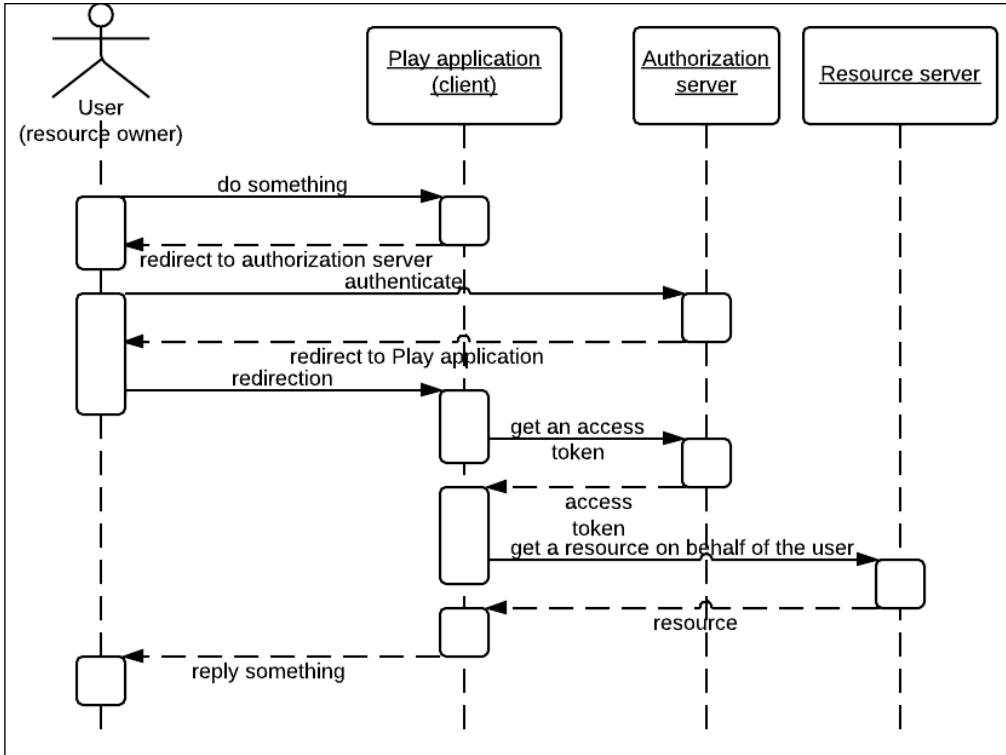 User
(resource owner)
Play application
(client)
Authorization
server
Resource server
do something
redirect to authorization server
authenticate
redirect to Play application
redirection
get an access
token
access
token
get a resource on behalf of the user
resource
reply something